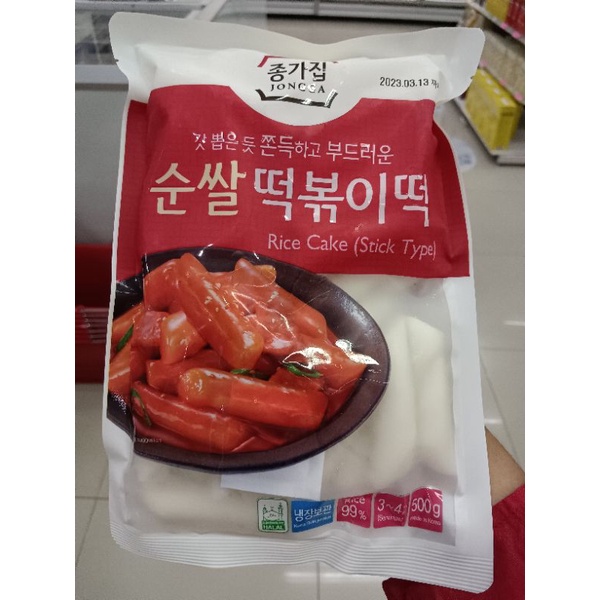 종가집
JONGGA
2023.03.13
갓 뽑은 듯 쫀득하고 부드러운
순쌀 떡볶이떡
Rice Cake (Stick Type)
HALAL
냉장보관
Rice
99%
3~4
500g